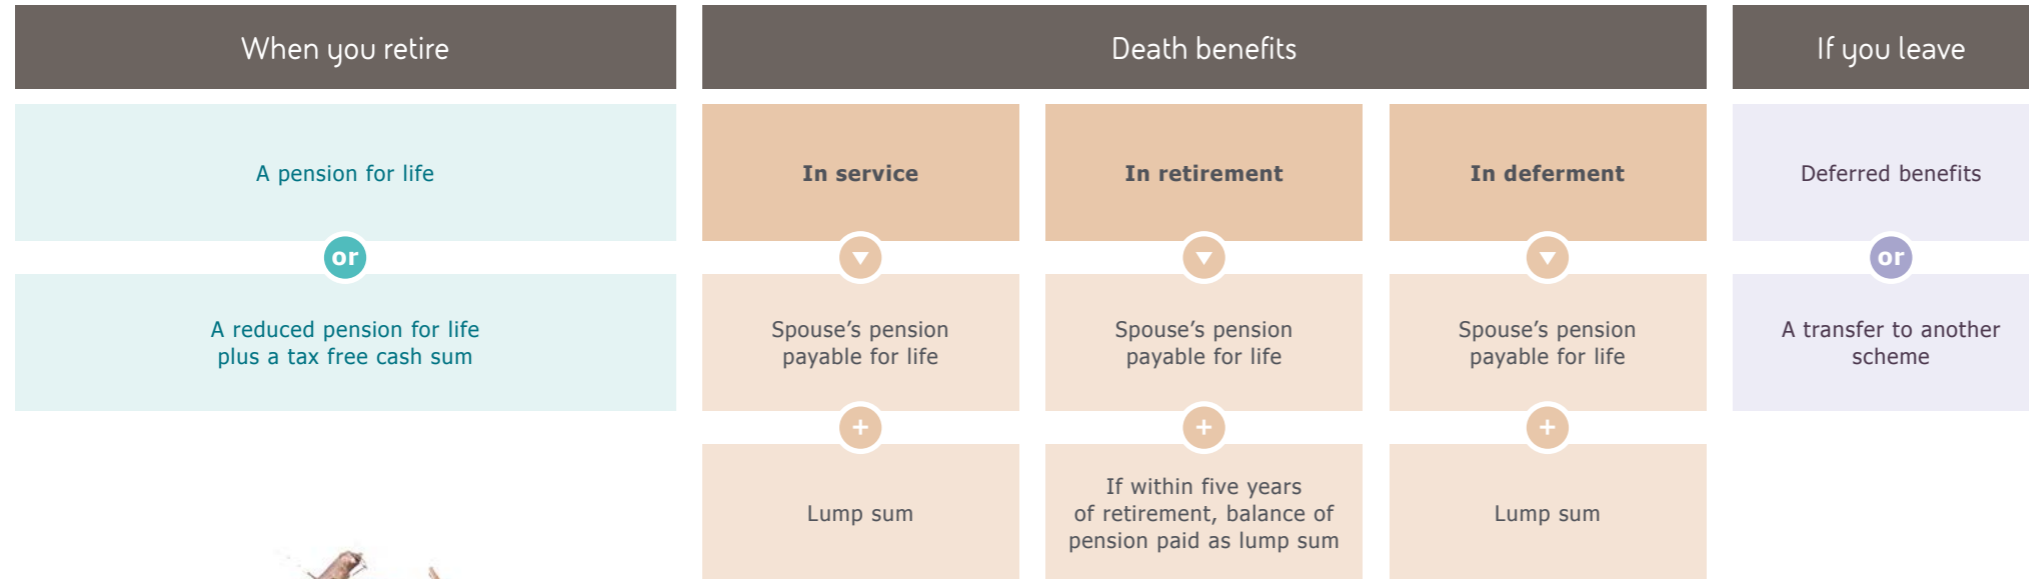 When you retire
A pension for life
or
A reduced pension for life
plus a tax free cash sum
Death benefits
In service
Spouse’s pension
payable for life
+
Lump sum
In retirement
Spouse’s pension
payable for life
+
If within five years
of retirement, balance of
pension paid as lump sum
In deferment
Spouse’s pension
payable for life
+
Lump sum
If you leave
Deferred benefits
or
A transfer to another
scheme